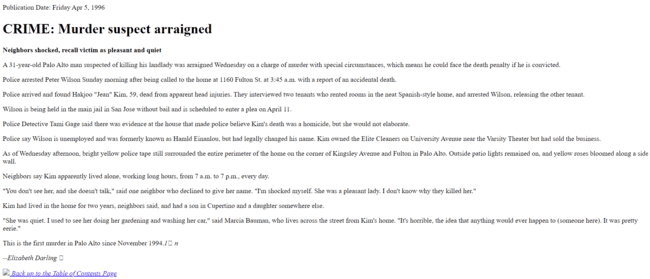 Publication Date: Friday Apr 5, 1996
CRIME: Murder suspect arraigned
Neighbors shocked, recall victim as pleasant and quiet
A 31-year-old Palo Alto man suspected of killing his landlady was arraigned Wednesday on a charge of murder with special circumstances, which means he could face the death penalty if he is convicted.
Police arrested Peter Wilson Sunday morning after being called to the home at 1160 Fulton St. at 3:45 a.m. with a report of an accidental death.
Police arrived and found Hakjoo "Jean" Kim, 59, dead from apparent head injuries. They interviewed two tenants who rented rooms in the neat Spanish-style home, and arrested Wilson, releasing the other tenant.
Wilson is being held in the main jail in San Jose without bail and is scheduled to enter a plea on April 11.
Police Detective Tami Gage said there was evidence at the house that made police believe Kim's death was a homicide, but she would not elaborate.
Police say Wilson is unemployed and was formerly known as but had legally changed his name. Kim owned the Elite Cleaners on University Avenue near the Varsity Theater but had sold the business.
As of Wednesday afternoon, bright yellow police tape still surrounded the entire perimeter of the home on the corner of Kingsley Avenue and Fulton in Palo Alto. Outside patio lights remained on, and yellow roses bloomed along a side
wall.
Neighbors say Kim apparently lived alone, working long hours, from 7 a.m. to 7 p.m., every day.
"You don't see her, and she doesn't talk," said one neighbor who declined to give her name. "I'm shocked myself. She was a pleasant lady. I don't know why they killed her."
Kim had lived in the home for two years, neighbors said, and had a son in Cupertino and a daughter somewhere else.
"She was quiet. I used to see her doing her gardening and washing her car," said Marcia Bauman, who lives across the street from Kim's home. "It's horrible, the idea that anything would ever happen to (someone here). It was pretty
eerie."
This is the first murder in Palo Alto since November 1994.
--Elizabeth Darling
Back up to the Table of Contents Page